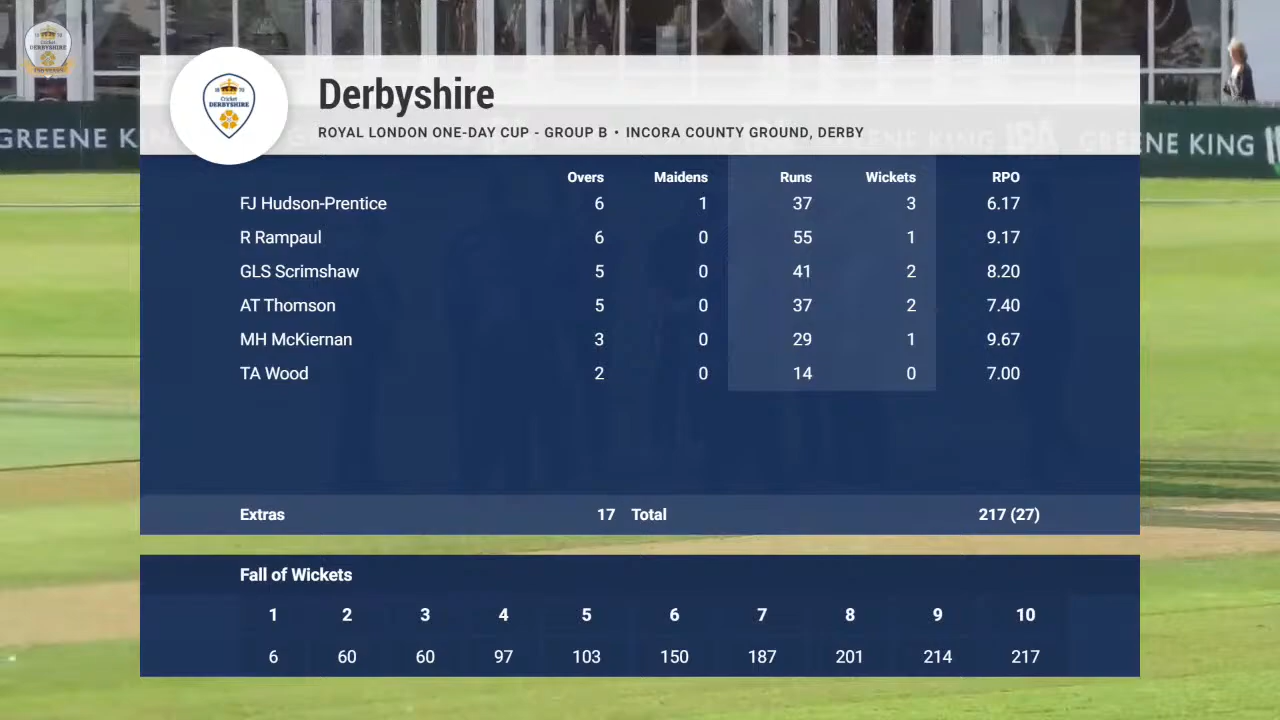 Cricket
DERBYSHIRE
Derbyshire
ROYAL LONDON ONE-DAY CUP - GROUP B • INCORA COUNTY GROUND, DERBY
GREENE KING IPA GREENE KING
Overs Maidens Runs Wickets RPO
FJ Hudson-Prentice 6 1 37 3 6.17
R Rampaul 6 0 55 1 9.17
GLS Scrimshaw 5 0 41 2 8.20
AT Thomson 5 0 37 2 7.40
MH McKiernan 3 0 29 1 9.67
TA Wood 2 0 14 0 7.00
Extras 17 Total 217 (27)
Fall of Wickets
1 2 3 4 5 6 7 8 9 10
6 60 60 97 103 150 187 201 214 217